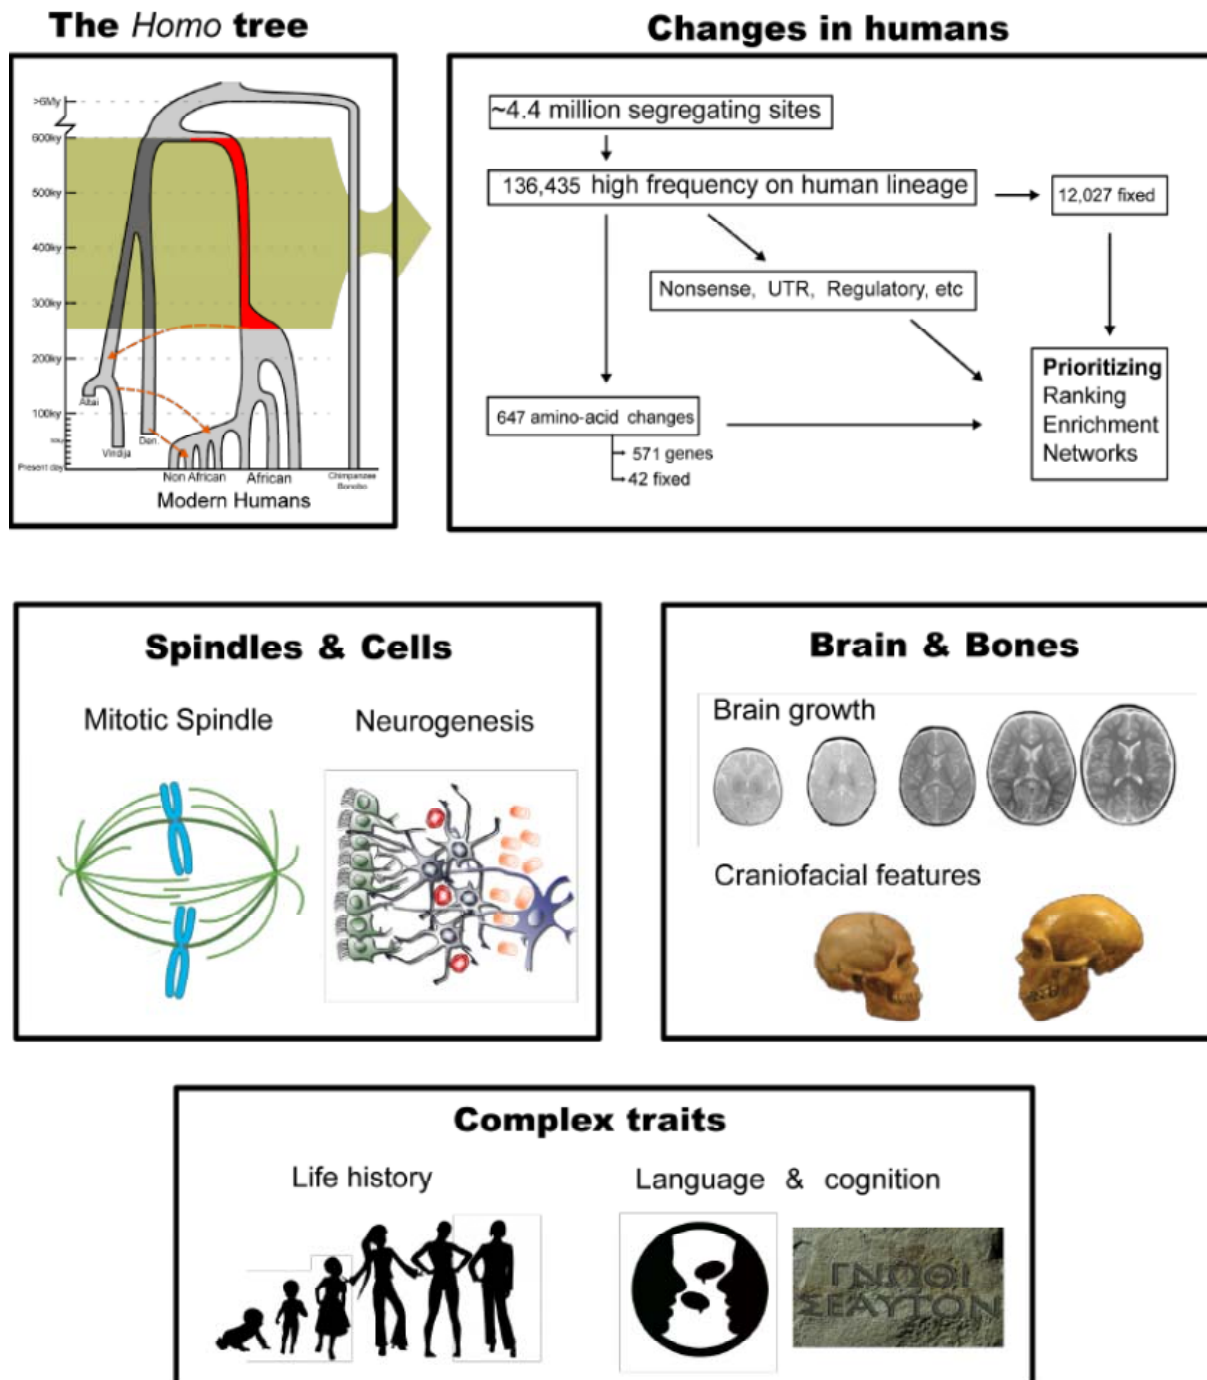 The Homo tree
>6My
600ky
500ky
400ky
300ky
200ky
100ky
Present day
Altai
Vindija
Den.
Non African
African
Chimpanzee
Bonobo
Modern Humans
Changes in humans
~4.4 million segregating sites
136,435 high frequency on human lineage
12,027 fixed
Nonsense, UTR, Regulatory, etc
647 amino-acid changes
571 genes
42 fixed
Prioritizing
Ranking
Enrichment
Networks
Spindles & Cells
Mitotic Spindle
Neurogenesis
Brain & Bones
Brain growth
Craniofacial features
Complex traits
Life history
Language & cognition
ΓΝΩΘΙ
ΣΕΑΥΤΟΝ